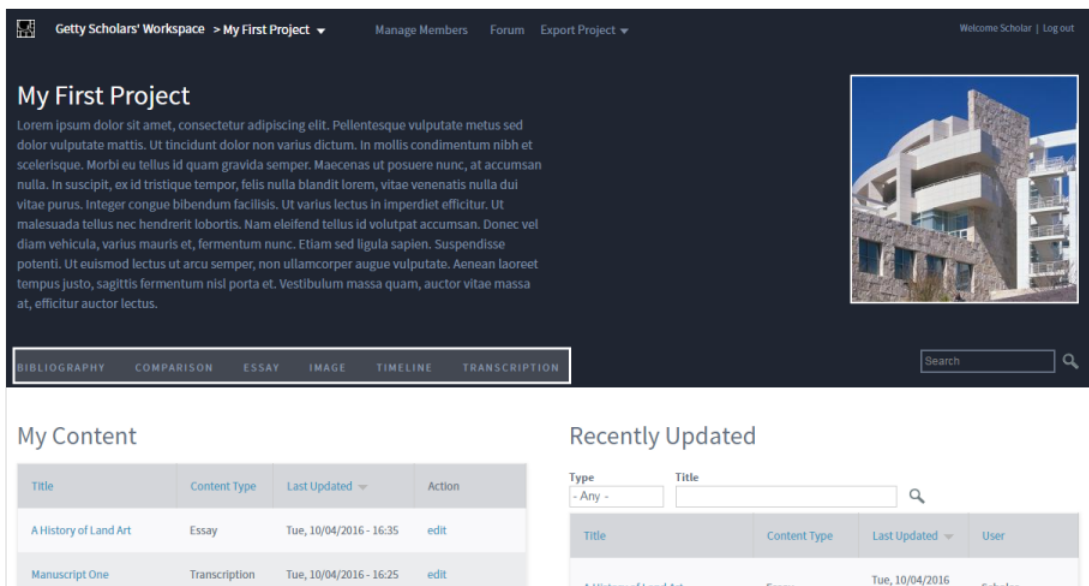 Getty Scholars' Workspace > My First Project Manage Members Forum Export Project Welcome Scholar | Log out
My First Project
Lorem ipsum dolor sit amet, consectetur adipiscing elit. Pellentesque vulputate metus sed
dolor vulputate mattis. Ut tincidunt dolor non varius dictum. In mollis condimentum nibh et
scelerisque. Morbi eu tellus id quam gravida semper. Maecenas ut posuere nunc, at accumsan
nulla. In suscipit, ex id tristique tempor, felis nulla blandit lorem, vitae venenatis nulla dui
vitae purus. Integer congue bibendum facilisis. Ut varius lectus in imperdiet efficitur. Ut
malesuada tellus nec hendrerit lobortis. Nam eleifend tellus id volutpat accumsan. Donec vel
diam vehicula, varius mauris et, fermentum nunc. Etiam sed ligula sapien. Suspendisse
potenti. Ut euismod lectus ut arcu semper, non ullamcorper augue vulputate. Aenean laoreet
tempus justo, sagittis fermentum nisl porta et. Vestibulum massa quam, auctor vitae massa
at, efficitur auctor lectus.
BIBLIOGRAPHY COMPARISON ESSAY IMAGE TIMELINE TRANSCRIPTION Search
My Content
Title Content Type Last Updated Action
A History of Land Art Essay Tue, 10/04/2016 - 16:35 edit
Manuscript One Transcription Tue, 10/04/2016 - 16:25 edit
Recently Updated
Type Title
- Any -
Title Content Type Last Updated User
Tue, 10/04/2016
A History of Land Art Essay Scholar